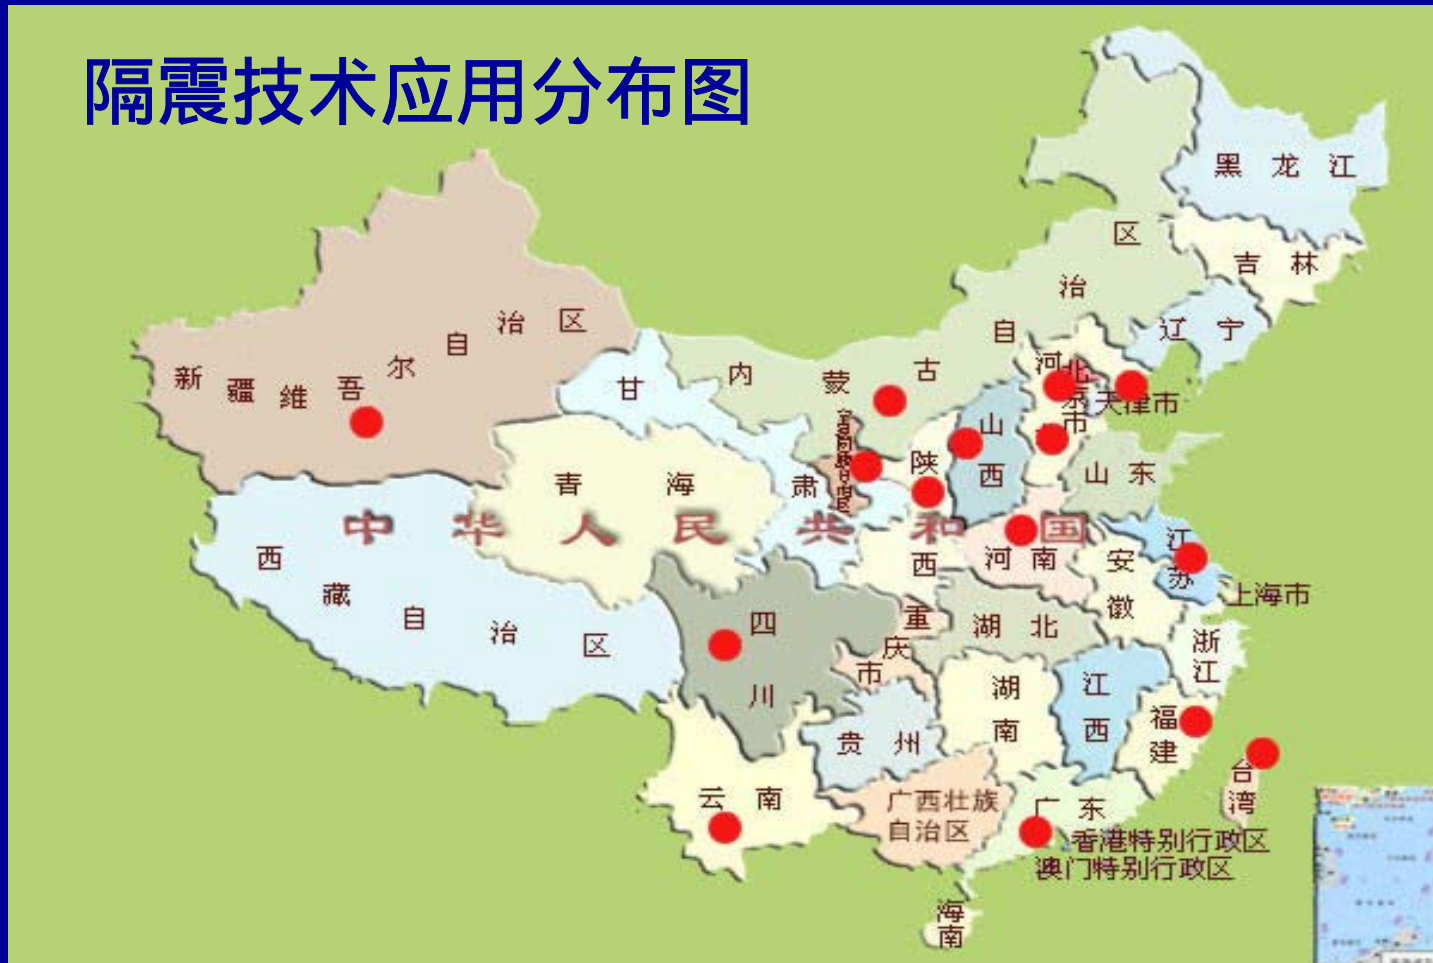 隔震技术应用分布图
黑龙江
吉林
辽宁
内蒙古自治区
新疆维吾尔自治区
甘肃
青海
西藏自治区
中华人民共和国
陕西
山西
河北
北京市
天津市
山东
河南
江苏
安徽
上海市
四川
重庆市
湖北
浙江
湖南
江西
福建
贵州
云南
广西壮族
自治区
广东
台湾
香港特别行政区
澳门特别行政区
海南